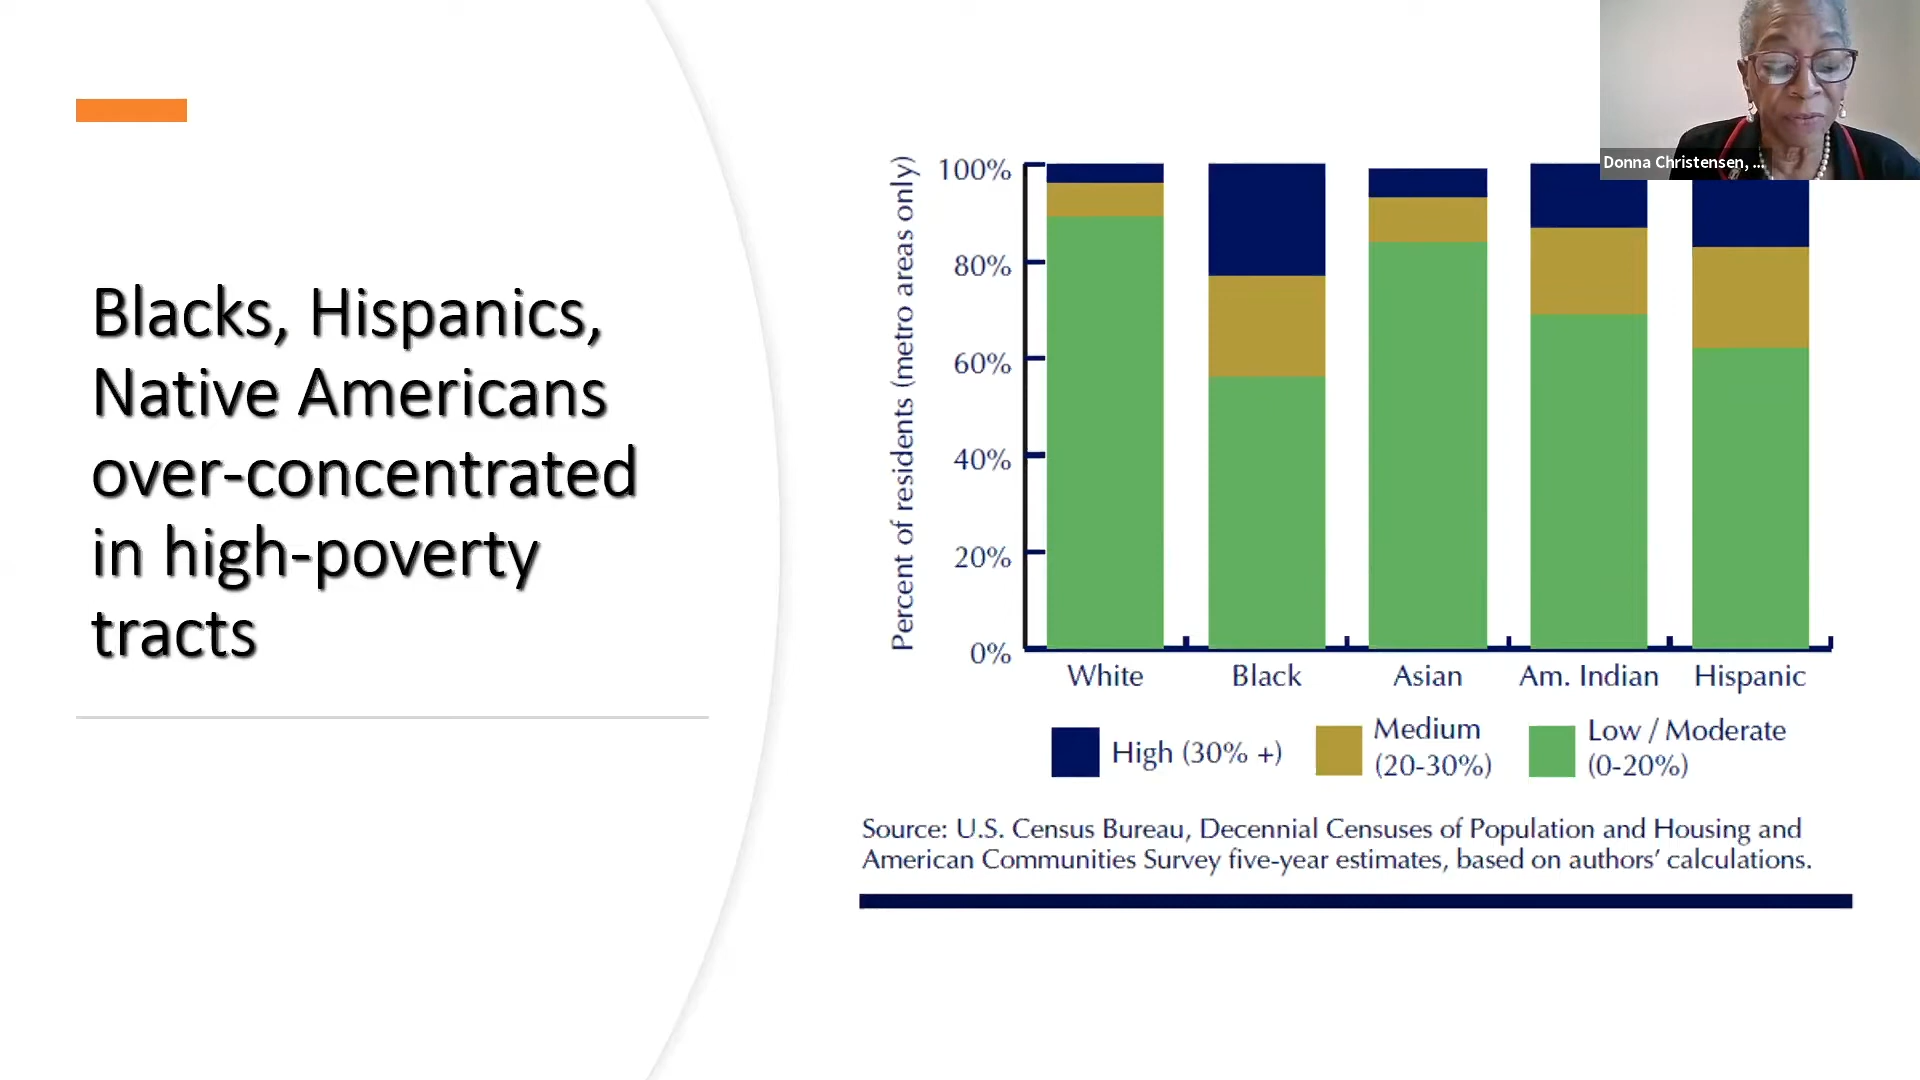 Blacks, Hispanics,
Native Americans
over-concentrated
in high-poverty
tracts
Donna Christensen, ...
Percent of residents (metro areas only)
100%
80%
60%
40%
20%
0%
White
Black
Asian
Am. Indian
Hispanic
High (30% +)
Medium
(20-30%)
Low / Moderate
(0-20%)
Source: U.S. Census Bureau, Decennial Censuses of Population and Housing and
American Communities Survey five-year estimates, based on authors’ calculations.